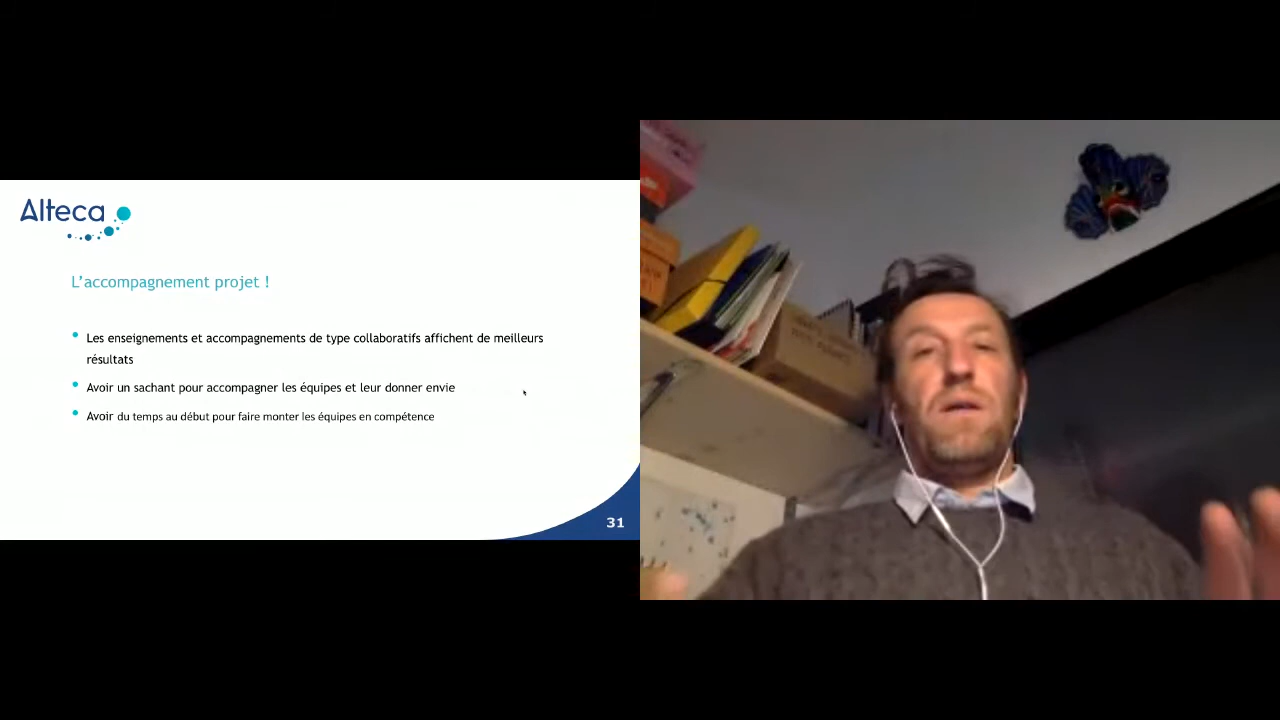 Alteca
L'accompagnement projet !
• Les enseignements et accompagnements de type collaboratifs affichent de meilleurs
résultats
• Avoir un sachant pour accompagner les équipes et leur donner envie
• Avoir du temps au début pour faire monter les équipes en compétence
31